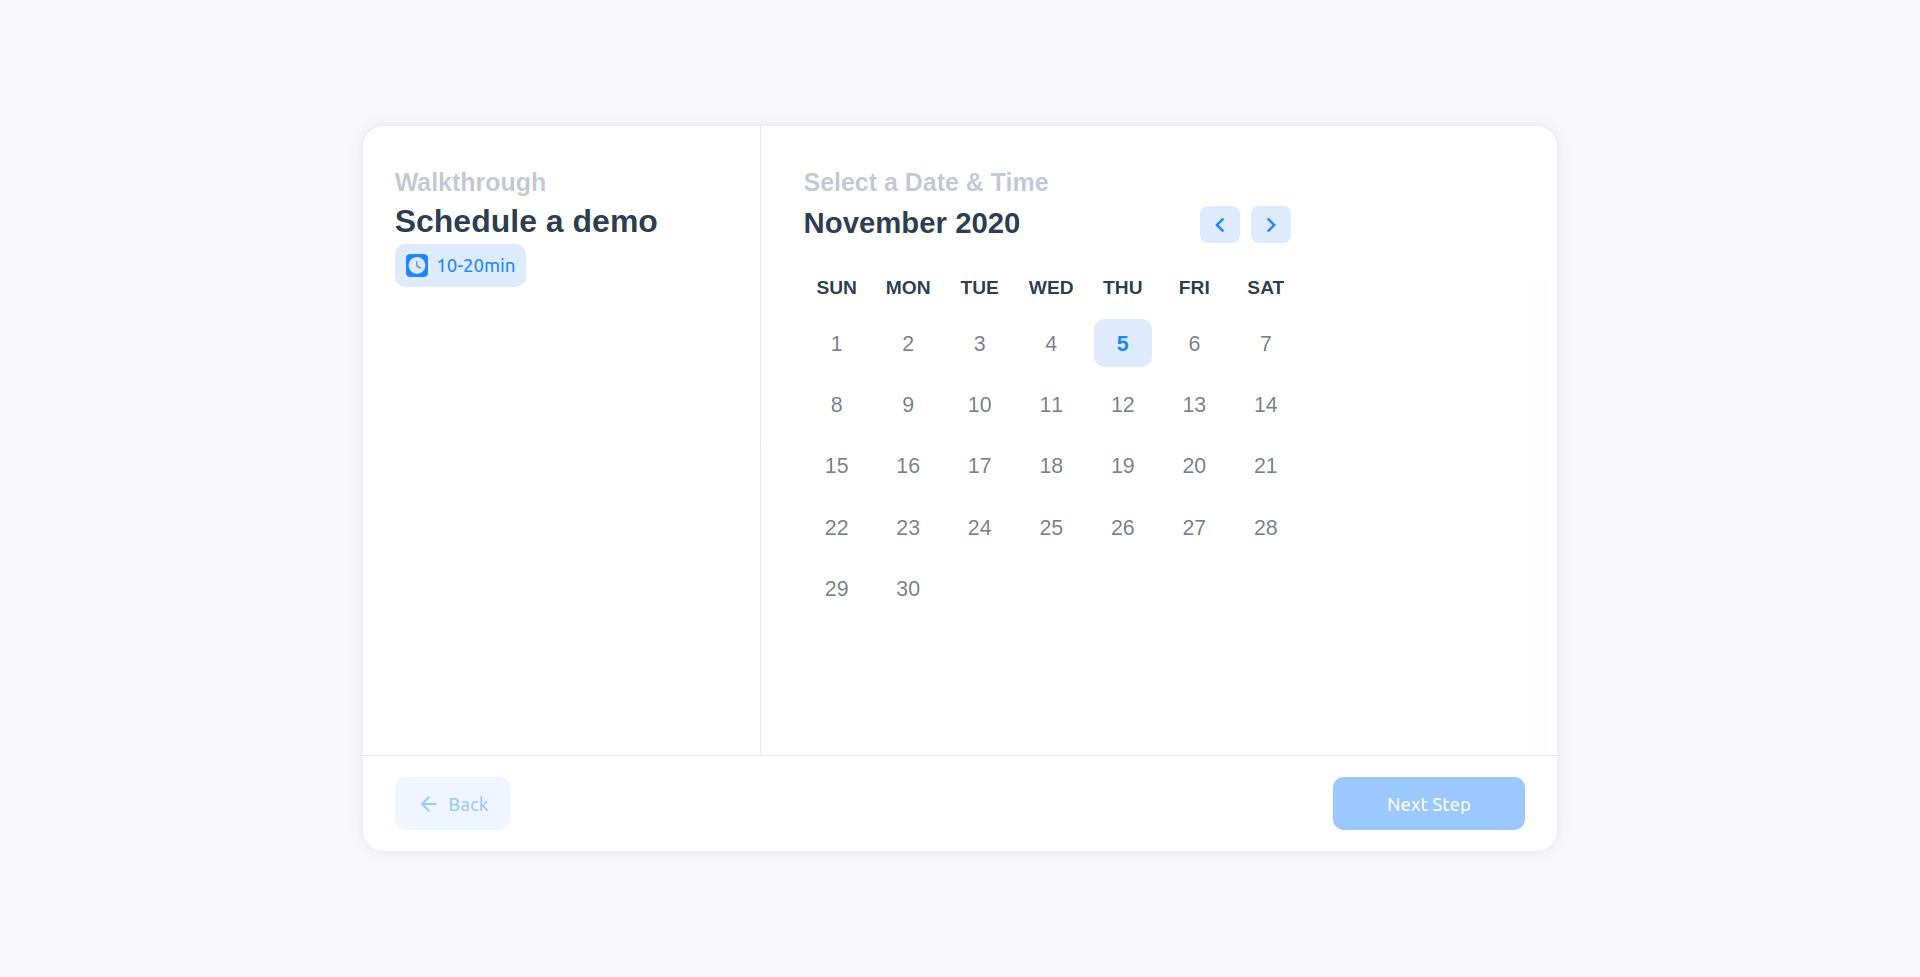 Walkthrough
Schedule a demo
10-20min
Select a Date & Time
November 2020
SUN MON TUE WED THU FRI SAT
1 2 3 4 5 6 7
8 9 10 11 12 13 14
15 16 17 18 19 20 21
22 23 24 25 26 27 28
29 30
Back
Next Step